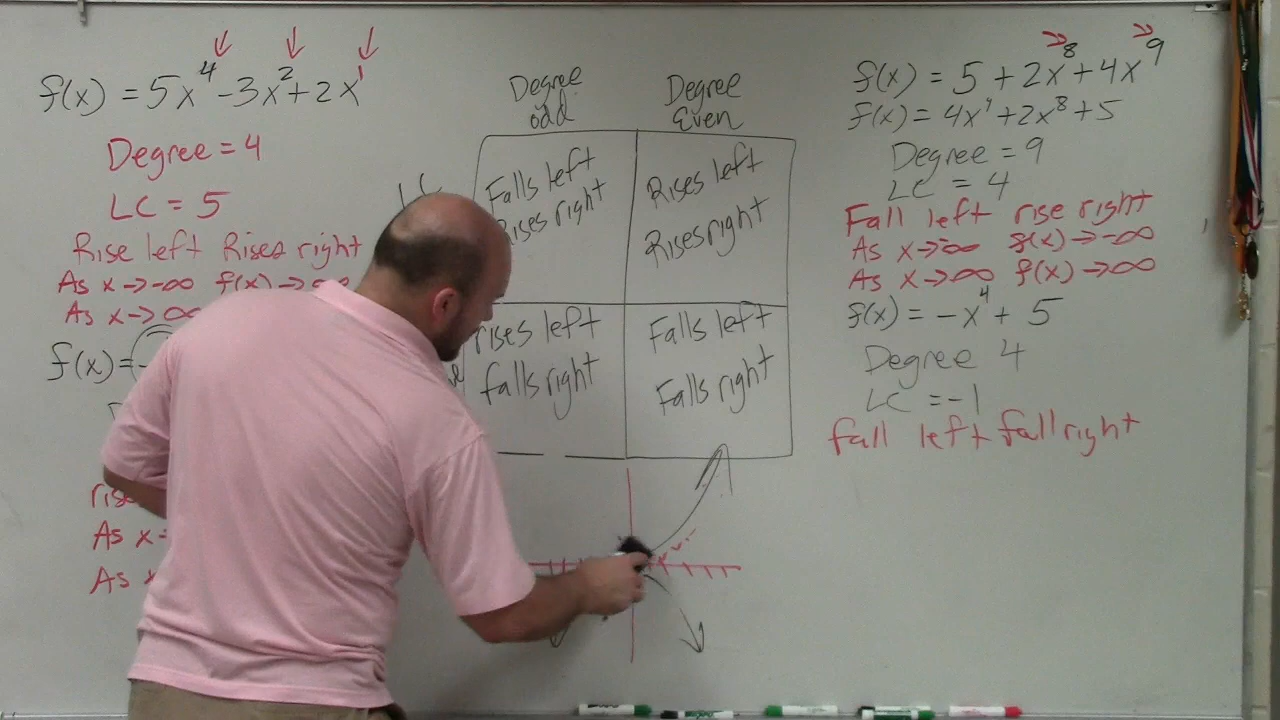 f(x) = 5x⁴ - 3x² + 2x¹
Degree = 4
LC = 5
Rise left Rises right
As x → -∞ f(x) → ∞
As x → ∞
f(x) =
As x
As x
Degree odd
Degree Even
LC
Falls left
Rises right
Rises left
Rises right
rises left
falls right
Falls left
Falls right
f(x) = 5 + 2x⁸ + 4x⁹
f(x) = 4x⁹ + 2x⁸ + 5
Degree = 9
LC = 4
Fall left rise right
As x → -∞ f(x) → -∞
As x → ∞ f(x) → ∞
f(x) = -x⁴ + 5
Degree 4
LC = -1
fall left fall right